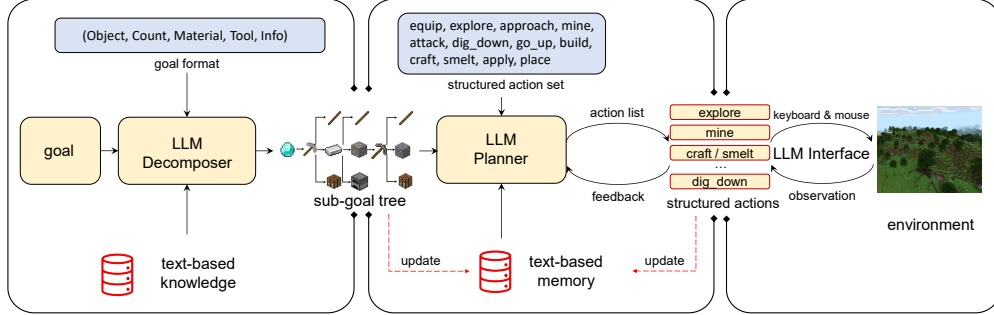 (Object, Count, Material, Tool, Info)
goal format
goal
LLM
Decomposer
text-based
knowledge
sub-goal tree
equip, explore, approach, mine,
attack, dig_down, go_up, build,
craft, smelt, apply, place
structured action set
LLM
Planner
action list
feedback
update
text-based
memory
update
explore
mine
craft / smelt
...
dig_down
structured actions
keyboard & mouse
LLM Interface
observation
environment